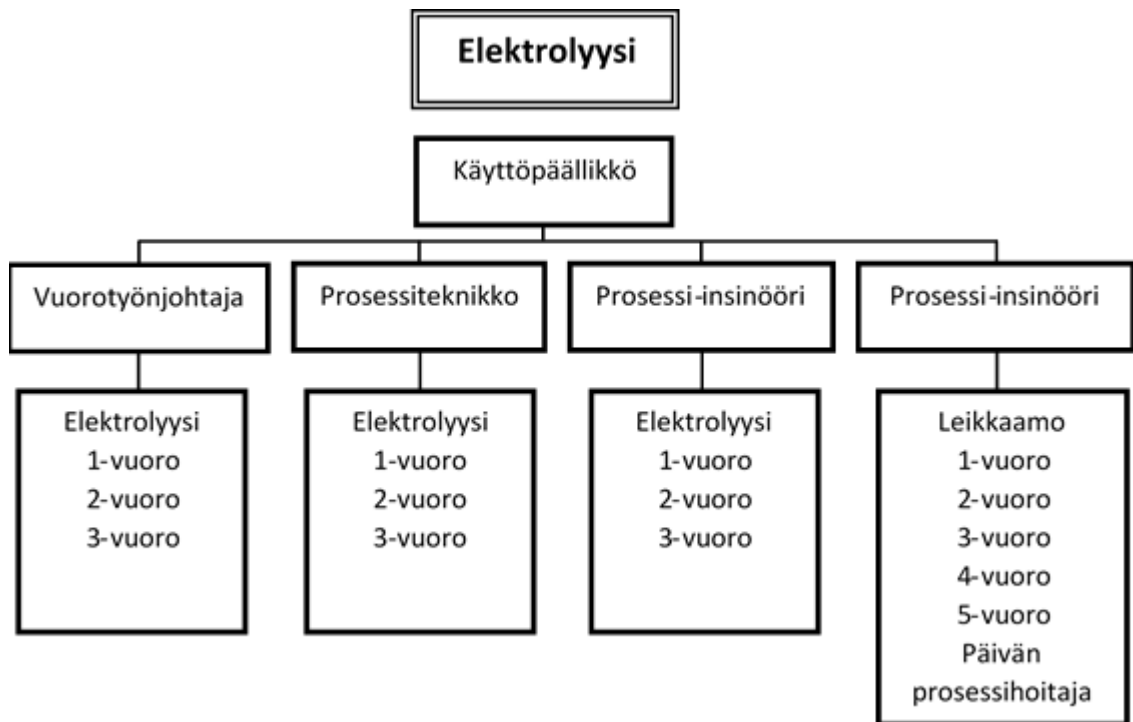 Elektrolyysi
Käyttöpäällikkö
Vuorotyönjohtaja
Prosessiteknikko
Prosessi-insinööri
Prosessi-insinööri
Elektrolyysi
1-vuoro
2-vuoro
3-vuoro
Elektrolyysi
1-vuoro
2-vuoro
3-vuoro
Elektrolyysi
1-vuoro
2-vuoro
3-vuoro
Leikkaamo
1-vuoro
2-vuoro
3-vuoro
4-vuoro
5-vuoro
Päivän
prosessihoitaja